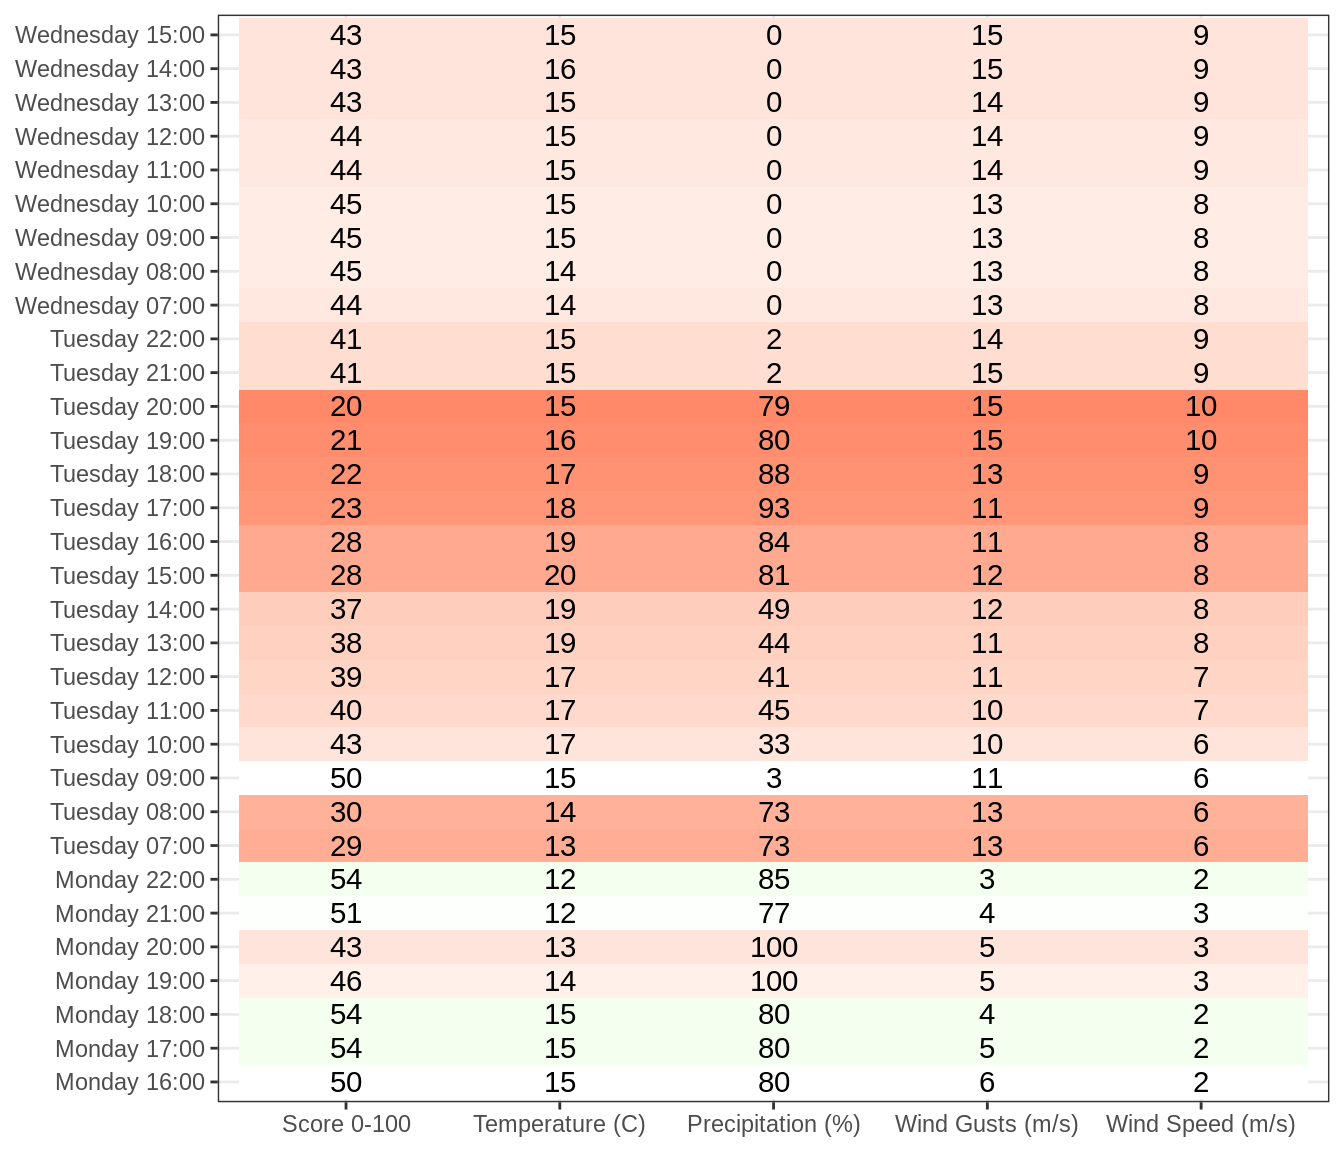 Wednesday 15:00 43 15 0 15 9
Wednesday 14:00 43 16 0 15 9
Wednesday 13:00 43 15 0 14 9
Wednesday 12:00 44 15 0 14 9
Wednesday 11:00 44 15 0 14 9
Wednesday 10:00 45 15 0 13 8
Wednesday 09:00 45 15 0 13 8
Wednesday 08:00 45 14 0 13 8
Wednesday 07:00 44 14 0 13 8
Tuesday 22:00 41 15 2 14 9
Tuesday 21:00 41 15 2 15 9
Tuesday 20:00 20 15 79 15 10
Tuesday 19:00 21 16 80 15 10
Tuesday 18:00 22 17 88 13 9
Tuesday 17:00 23 18 93 11 9
Tuesday 16:00 28 19 84 11 8
Tuesday 15:00 28 20 81 12 8
Tuesday 14:00 37 19 49 12 8
Tuesday 13:00 38 19 44 11 8
Tuesday 12:00 39 17 41 11 7
Tuesday 11:00 40 17 45 10 7
Tuesday 10:00 43 17 33 10 6
Tuesday 09:00 50 15 3 11 6
Tuesday 08:00 30 14 73 13 6
Tuesday 07:00 29 13 73 13 6
Monday 22:00 54 12 85 3 2
Monday 21:00 51 12 77 4 3
Monday 20:00 43 13 100 5 3
Monday 19:00 46 14 100 5 3
Monday 18:00 54 15 80 4 2
Monday 17:00 54 15 80 5 2
Monday 16:00 50 15 80 6 2
Score 0-100 Temperature (C) Precipitation (%) Wind Gusts (m/s) Wind Speed (m/s)